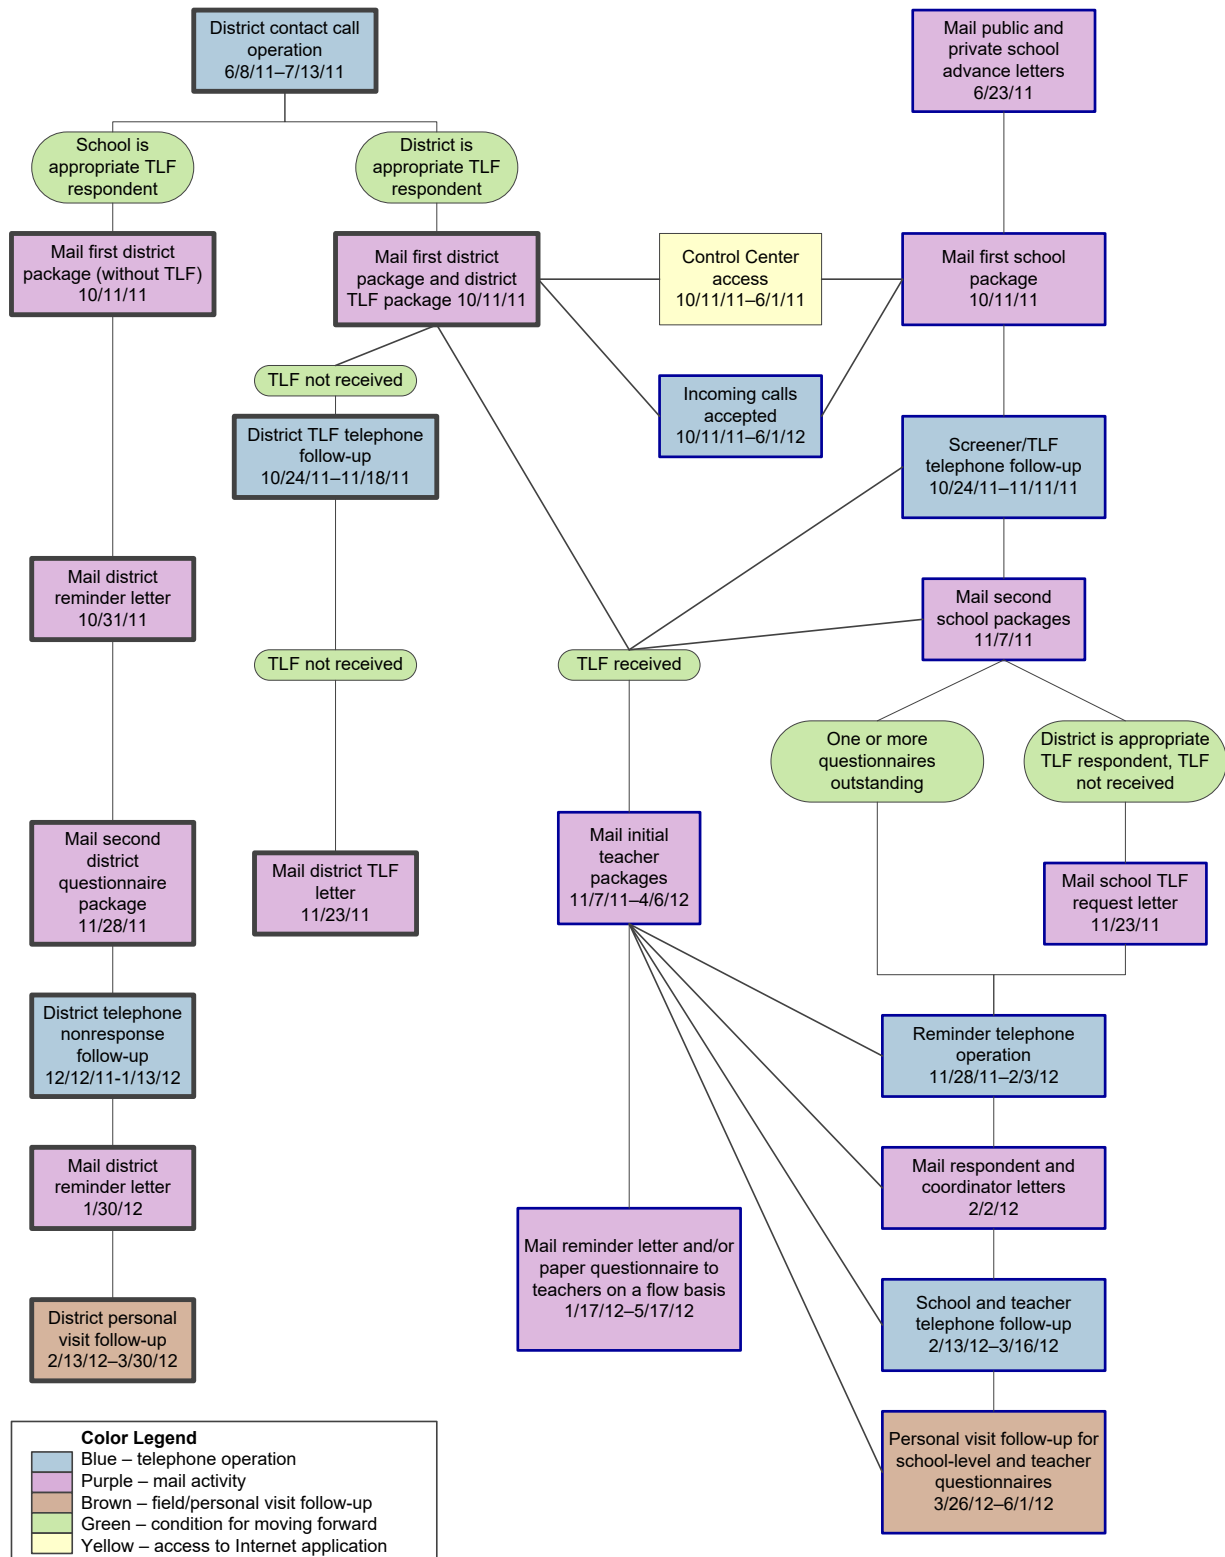 District contact call
operation
6/8/11–7/13/11
Mail public and
private school
advance letters
6/23/11
School is
appropriate TLF
respondent
District is
appropriate TLF
respondent
Mail first district
package (without TLF)
10/11/11
Mail first district
package and district
TLF package 10/11/11
Control Center
access
10/11/11–6/1/11
Mail first school
package
10/11/11
TLF not received
Incoming calls
accepted
10/11/11–6/1/12
District TLF telephone
follow-up
10/24/11–11/18/11
Screener/TLF
telephone follow-up
10/24/11–11/11/11
Mail district
reminder letter
10/31/11
Mail second
school packages
11/7/11
TLF not received
TLF received
One or more
questionnaires
outstanding
District is appropriate
TLF respondent, TLF
not received
Mail second
district
questionnaire
package
11/28/11
Mail district TLF
letter
11/23/11
Mail initial
teacher
packages
11/7/11–4/6/12
Mail school TLF
request letter
11/23/11
District telephone
nonresponse
follow-up
12/12/11-1/13/12
Reminder telephone
operation
11/28/11–2/3/12
Mail district
reminder letter
1/30/12
Mail respondent and
coordinator letters
2/2/12
Mail reminder letter and/or
paper questionnaire to
teachers on a flow basis
1/17/12–5/17/12
District personal
visit follow-up
2/13/12–3/30/12
School and teacher
telephone follow-up
2/13/12–3/16/12
Personal visit follow-up for
school-level and teacher
questionnaires
3/26/12–6/1/12
Color Legend
Blue – telephone operation
Purple – mail activity
Brown – field/personal visit follow-up
Green – condition for moving forward
Yellow – access to Internet application